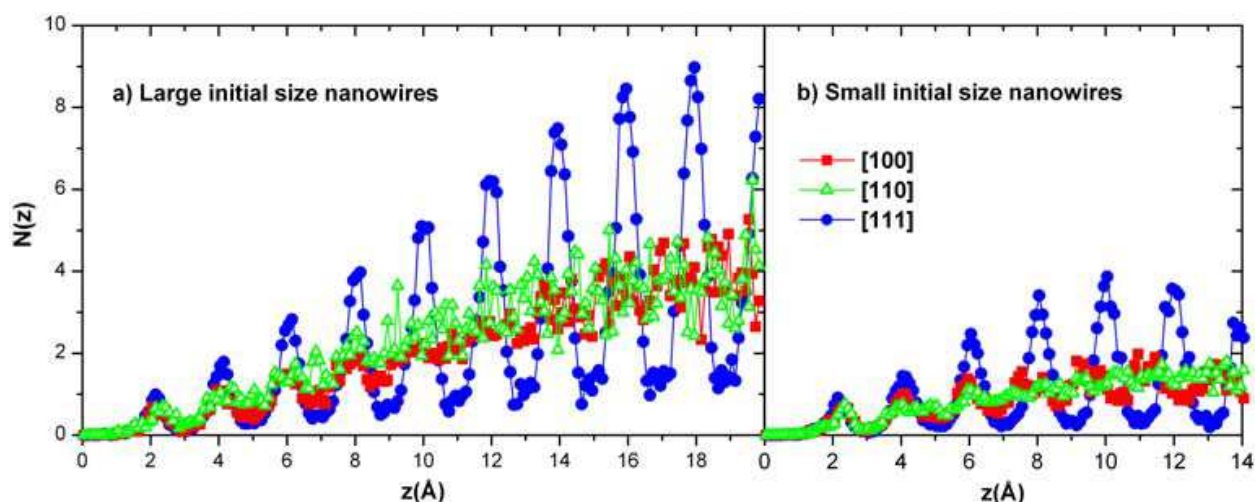 10
8
6
4
2
0
N(z)
a) Large initial size nanowires
0 2 4 6 8 10 12 14 16 18
z(Å)
b) Small initial size nanowires
[100]
[110]
[111]
0 2 4 6 8 10 12 14
z(Å)